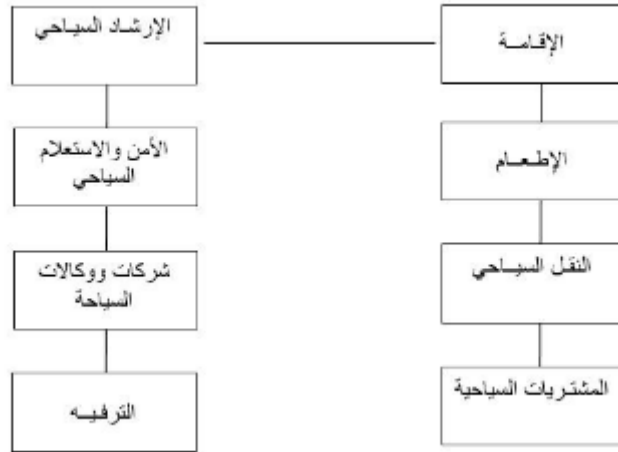 الإقامة
الإطعام
النقل السياحي
المشتريات السياحية
الإرشاد السياحي
الأمن والاستعلام
السياحي
شركات ووكالات
السياحة
الترفيه